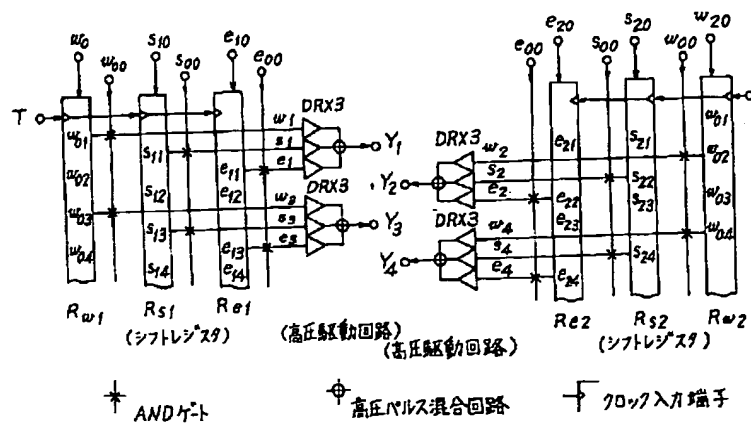 w0 w00 s10 s00 e10 e00
T
DRX3
w01 w1
s11 s1 Y1
e11 e1
w02
s12 e12 DRX3
w03 w3
s13 s3 Y3
e13 e3
w04 s14 e14
Rw1 Rs1 Re1
(シフトレジスタ) (高圧駆動回路)
e00 e20 s00 s20 w00 w20
DRX3
e21 s21 w01
w2 w02
Y2 s2 s22
e2 e22 s23
DRX3 e23 w03
w4 w04
Y4 s4 s24
e4 e24
Re2 Rs2 Rw2
(高圧駆動回路) (シフトレジスタ)
ANDゲート
高圧パルス混合回路
クロック入力端子